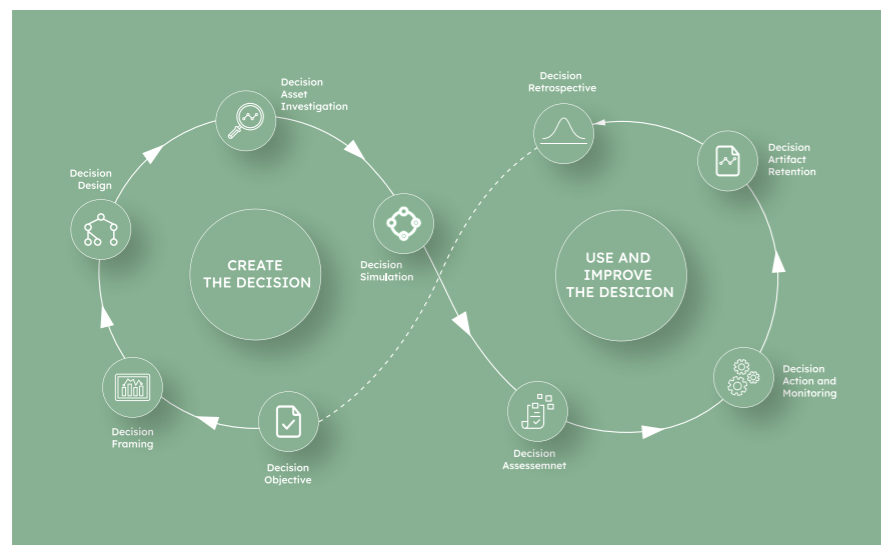 Decision
Asset
Investigation
Decision
Design
CREATE
THE DECISION
Decision
Simulation
Decision
Framing
Decision
Objective
Decision
Retrospective
Decision
Artifact
Retention
USE AND
IMPROVE
THE DESICION
Decision
Action and
Monitoring
Decision
Assessemnet